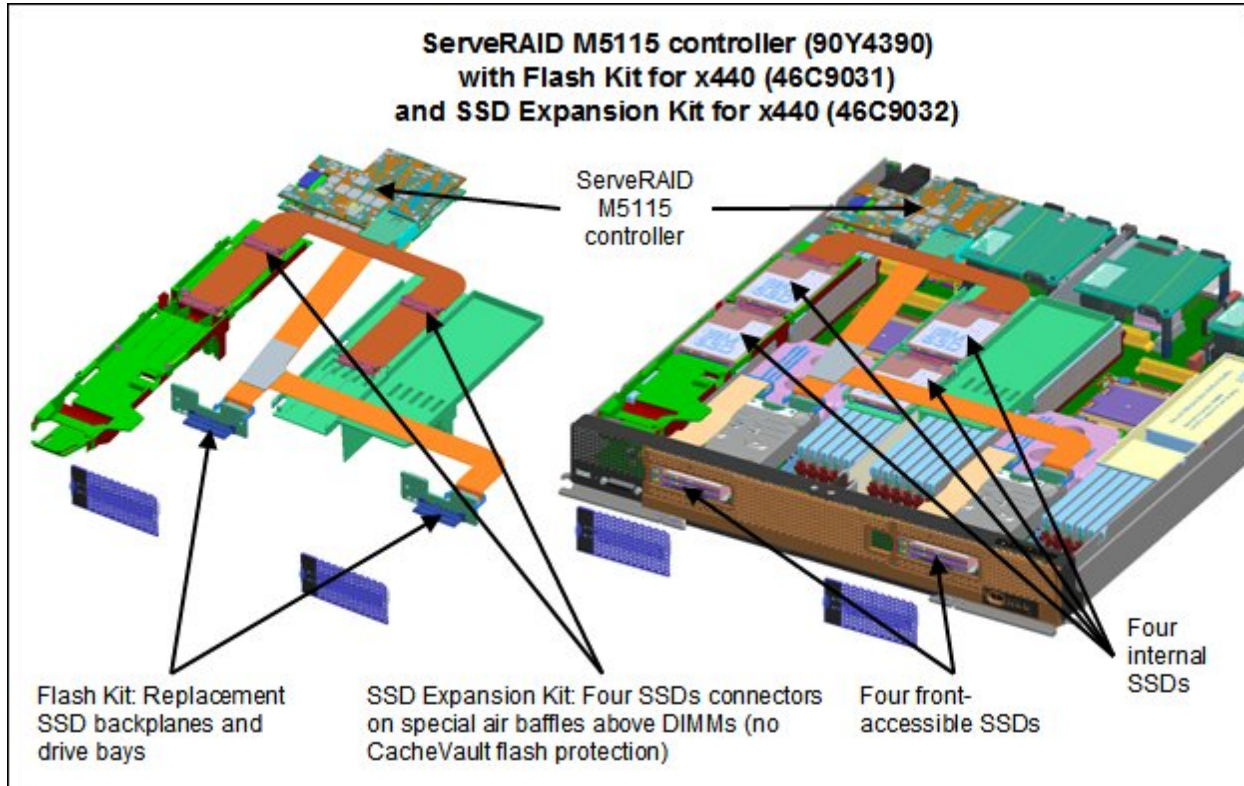 ServeRAID M5115 controller (90Y4390)
with Flash Kit for x440 (46C9031)
and SSD Expansion Kit for x440 (46C9032)
ServeRAID
M5115
controller
Flash Kit: Replacement
SSD backplanes and
drive bays
SSD Expansion Kit: Four SSDs connectors
on special air baffles above DIMMs (no
CacheVault flash protection)
Four front-
accessible SSDs
Four
internal
SSDs